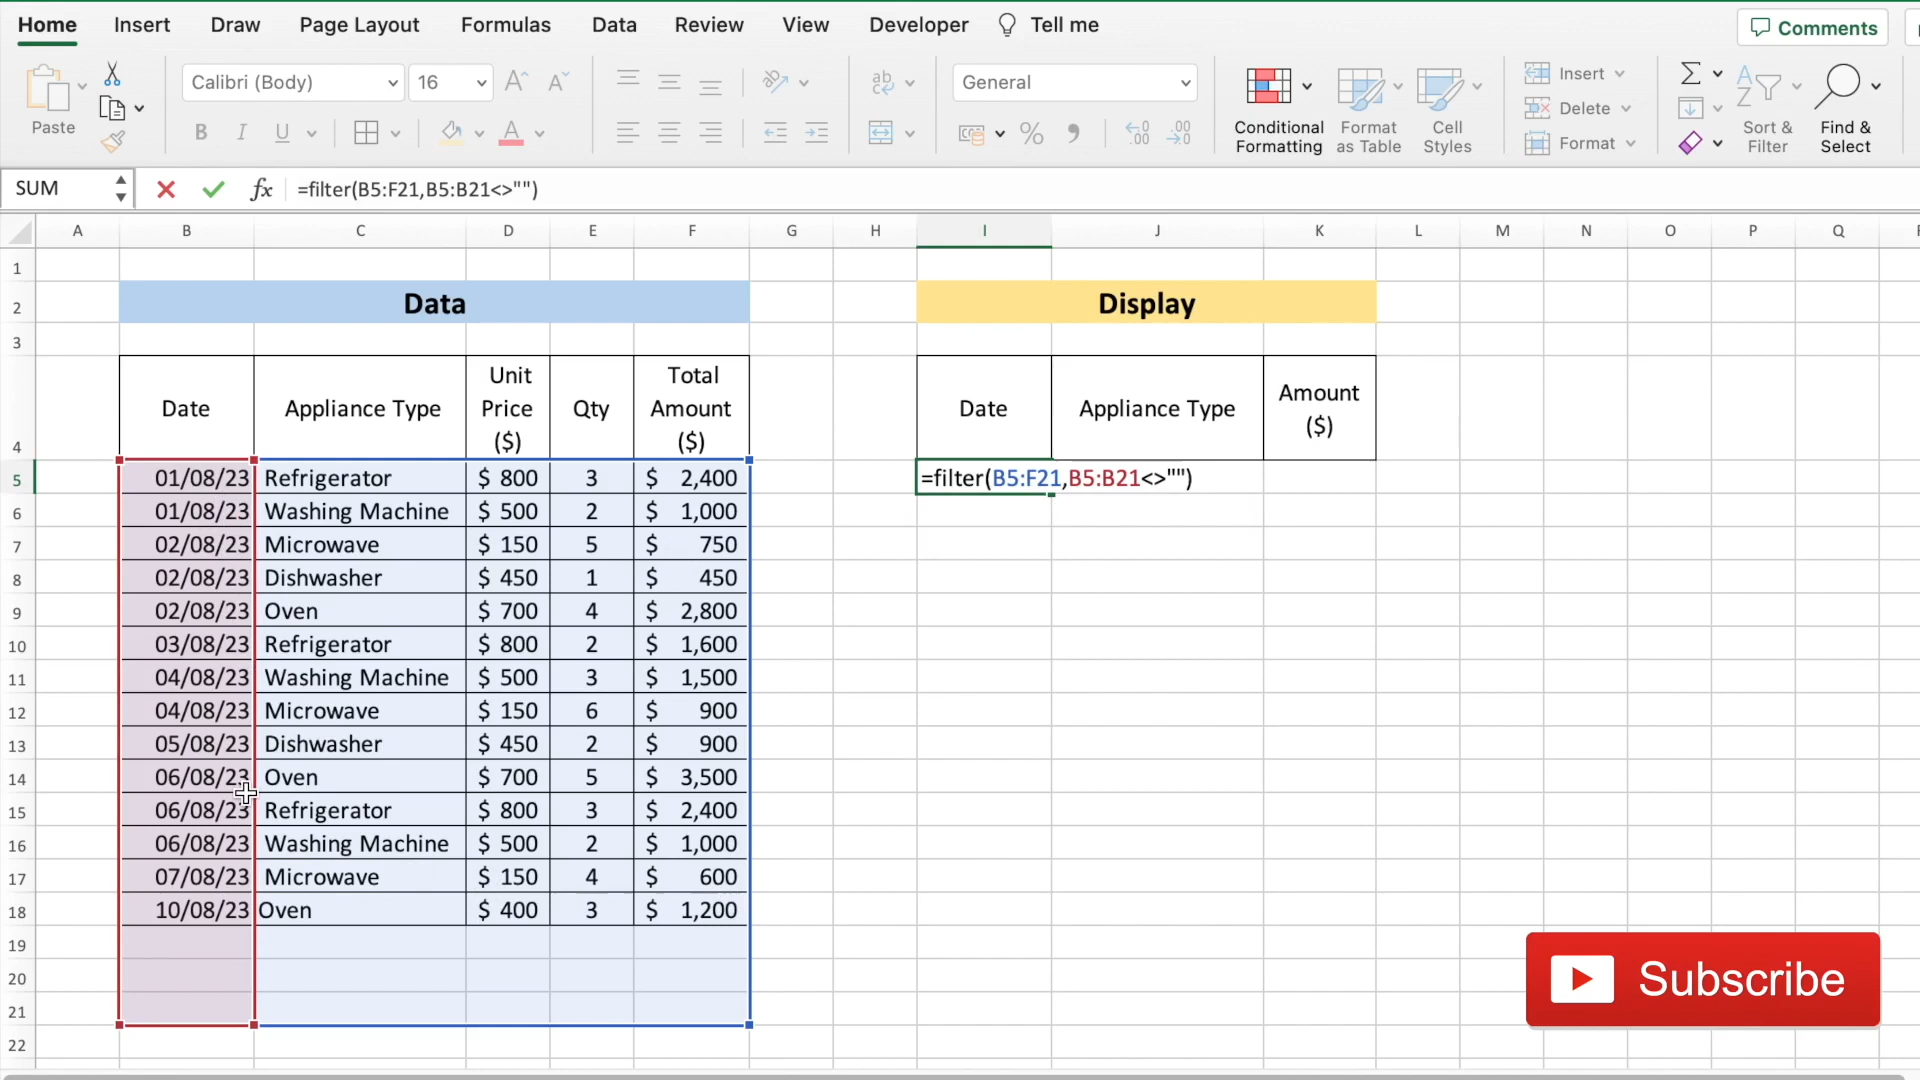 Home Insert Draw Page Layout Formulas Data Review View Developer Tell me Comments
Paste
Calibri (Body) 16
B I U A
ab
General
% 
Conditional Formatting
Format as Table
Cell Styles
Insert
Delete
Format
Sort & Filter
Find & Select
SUM fx =filter(B5:F21,B5:B21<>"")
A B C D E F G H I J K L M N O P Q
1
2 Data Display
3
4 Date Appliance Type Unit Price ($) Qty Total Amount ($) Date Appliance Type Amount ($)
5 01/08/23 Refrigerator $ 800 3 $ 2,400 =filter(B5:F21,B5:B21<>"")
6 01/08/23 Washing Machine $ 500 2 $ 1,000
7 02/08/23 Microwave $ 150 5 $ 750
8 02/08/23 Dishwasher $ 450 1 $ 450
9 02/08/23 Oven $ 700 4 $ 2,800
10 03/08/23 Refrigerator $ 800 2 $ 1,600
11 04/08/23 Washing Machine $ 500 3 $ 1,500
12 04/08/23 Microwave $ 150 6 $ 900
13 05/08/23 Dishwasher $ 450 2 $ 900
14 06/08/23 Oven $ 700 5 $ 3,500
15 06/08/23 Refrigerator $ 800 3 $ 2,400
16 06/08/23 Washing Machine $ 500 2 $ 1,000
17 07/08/23 Microwave $ 150 4 $ 600
18 10/08/23 Oven $ 400 3 $ 1,200
19
20
21
22
Subscribe